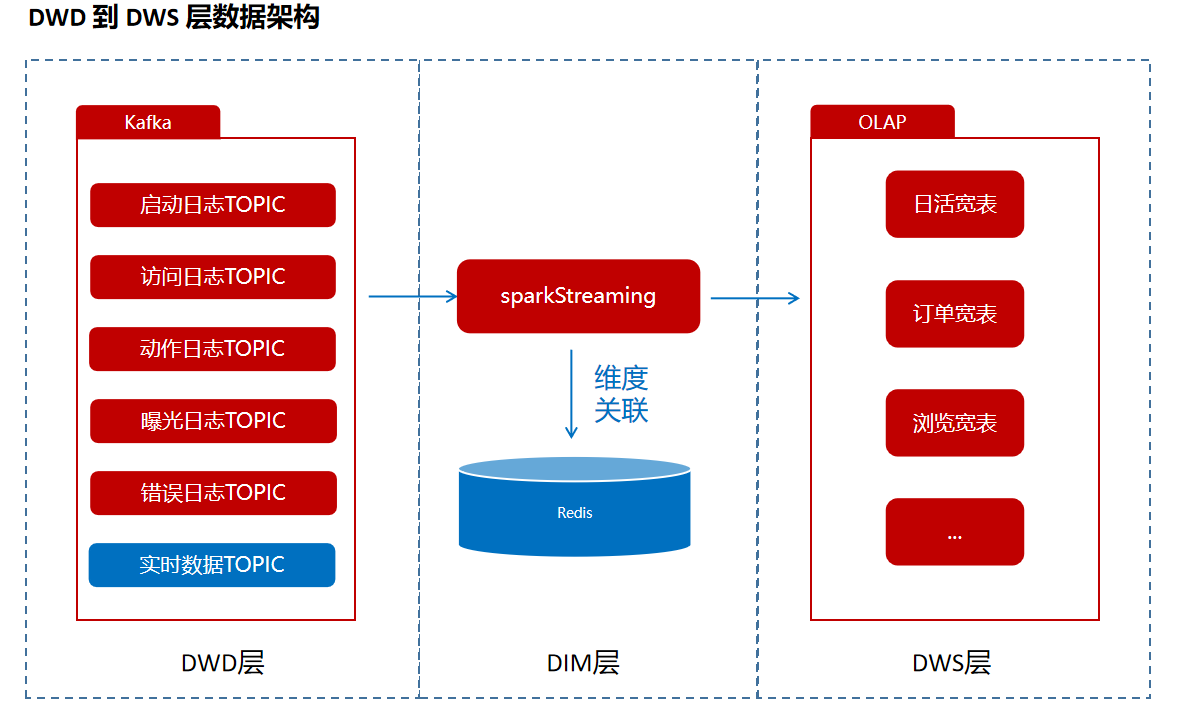 DWD 到 DWS 层数据架构
Kafka
启动日志TOPIC
访问日志TOPIC
动作日志TOPIC
曝光日志TOPIC
错误日志TOPIC
实时数据TOPIC
DWD层
sparkStreaming
维度
关联
Redis
DIM层
OLAP
日活宽表
订单宽表
浏览宽表
...
DWS层